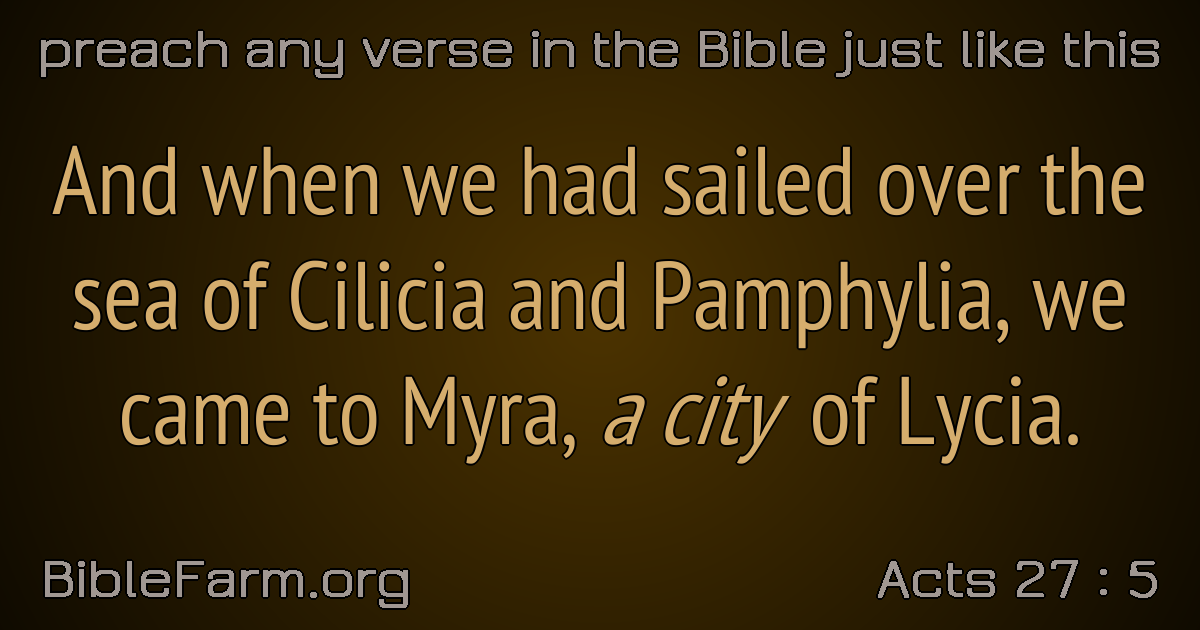 preach any verse in the Bible just like this
And when we had sailed over the
sea of Cilicia and Pamphylia, we
came to Myra, a city of Lycia.
BibleFarm.org
Acts 27 : 5